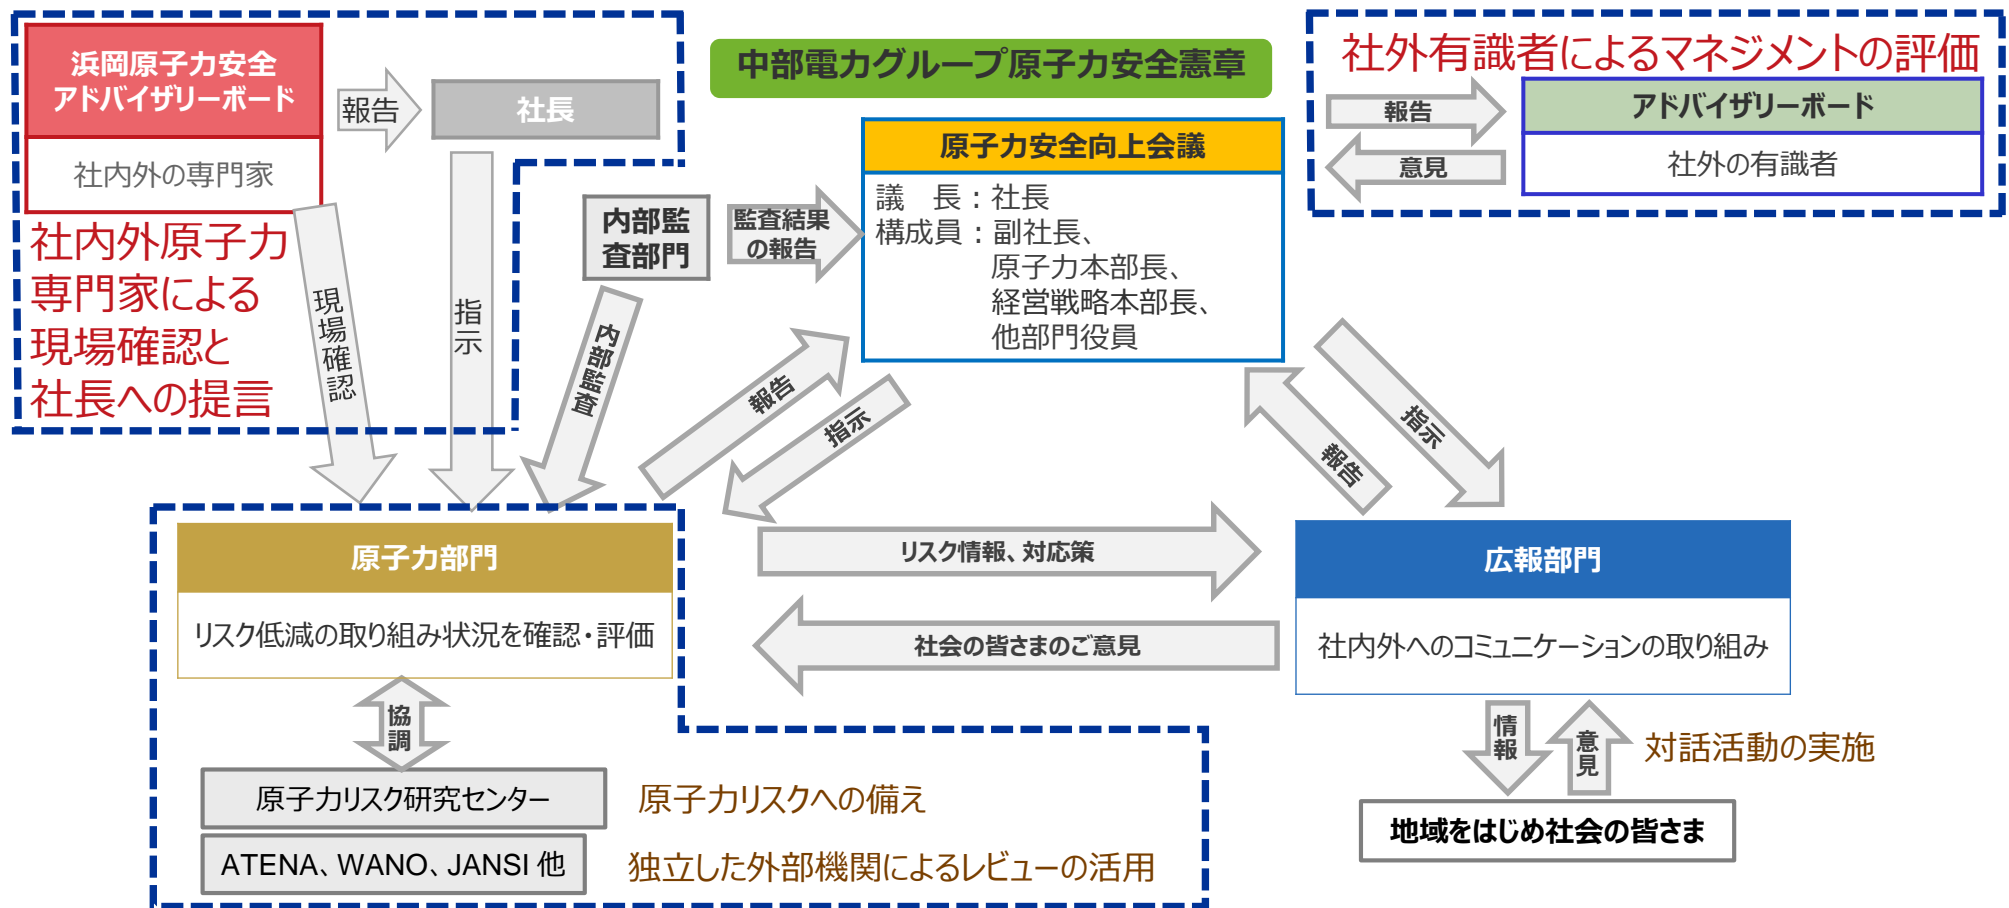 浜岡原子力安全
アドバイザリーボード
社内外の専門家
報告
社長
社内外原子力
専門家による
現場確認と
社長への提言
現場確認
指示
中部電力グループ原子力安全憲章
内部監
査部門
監査結果
の報告
内部監査
原子力安全向上会議
議　長：社長
構成員：副社長、
原子力本部長、
経営戦略本部長、
他部門役員
社外有識者によるマネジメントの評価
報告
意見
アドバイザリーボード
社外の有識者
報告
指示
指示
報告
原子力部門
リスク低減の取り組み状況を確認・評価
リスク情報、対応策
社会の皆さまのご意見
広報部門
社内外へのコミュニケーションの取り組み
協調
原子力リスク研究センター
原子力リスクへの備え
ATENA、WANO、JANSI 他
独立した外部機関によるレビューの活用
情報
意見
対話活動の実施
地域をはじめ社会の皆さま